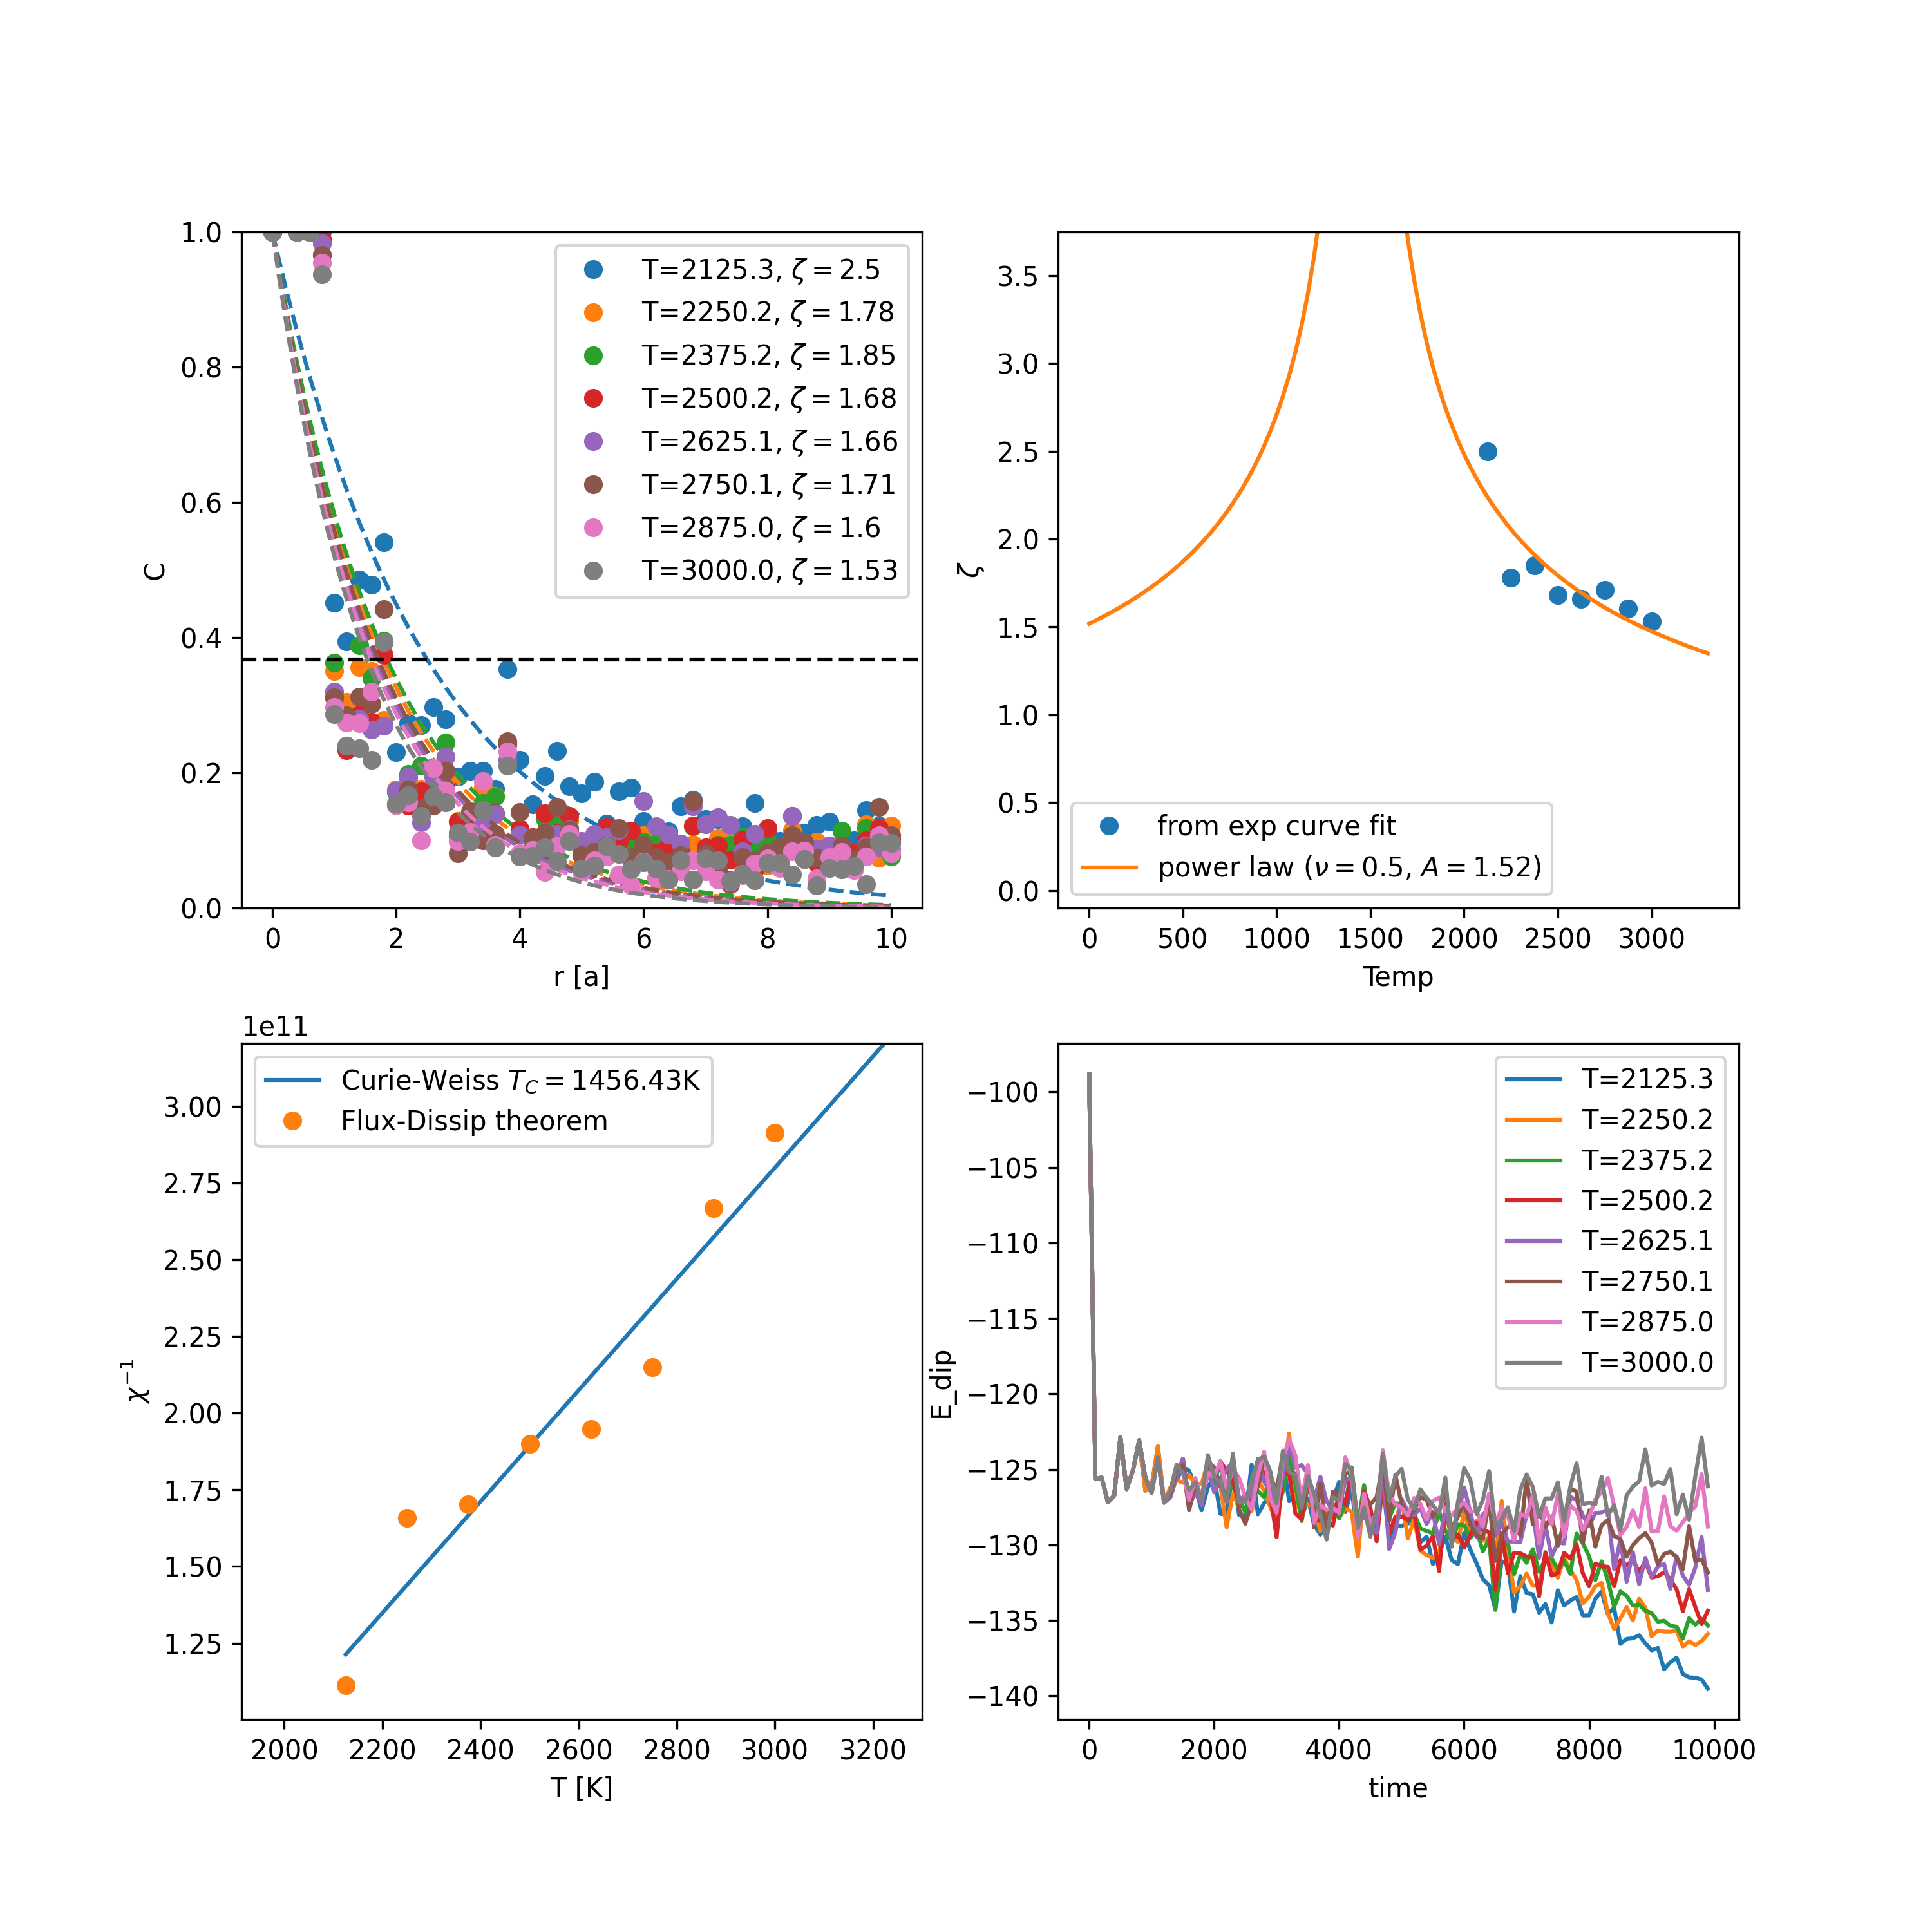 1.0
0.8
0.6
0.4
0.2
0.0
C
0 2 4 6 8 10
r [a]
T=2125.3, ζ = 2.5
T=2250.2, ζ = 1.78
T=2375.2, ζ = 1.85
T=2500.2, ζ = 1.68
T=2625.1, ζ = 1.66
T=2750.1, ζ = 1.71
T=2875.0, ζ = 1.6
T=3000.0, ζ = 1.53
3.5
3.0
2.5
2.0
1.5
1.0
0.5
0.0
ζ
0 500 1000 1500 2000 2500 3000
Temp
from exp curve fit
power law (ν = 0.5, A = 1.52)
1e11
3.00
2.75
2.50
2.25
2.00
1.75
1.50
1.25
χ⁻¹
2000 2200 2400 2600 2800 3000 3200
T [K]
Curie-Weiss T_C = 1456.43K
Flux-Dissip theorem
−100
−105
−110
−115
−120
−125
−130
−135
−140
E_dip
0 2000 4000 6000 8000 10000
time
T=2125.3
T=2250.2
T=2375.2
T=2500.2
T=2625.1
T=2750.1
T=2875.0
T=3000.0